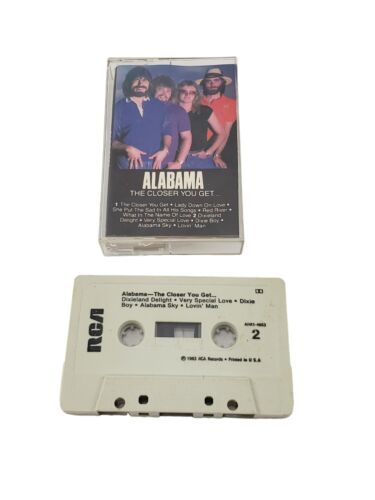 ALABAMA
THE CLOSER YOU GET...
1 The Closer You Get • Lady Down On Love •
She Put The Sad In All His Songs • Red River •
What In The Name Of Love 2 Dixieland
Delight • Very Special Love • Dixie Boy •
Alabama Sky • Lovin' Man
Alabama—The Closer You Get...
Dixieland Delight • Very Special Love • Dixie
Boy • Alabama Sky • Lovin' Man
RCA
2
℗ 1983 RCA Records • Printed in U.S.A.